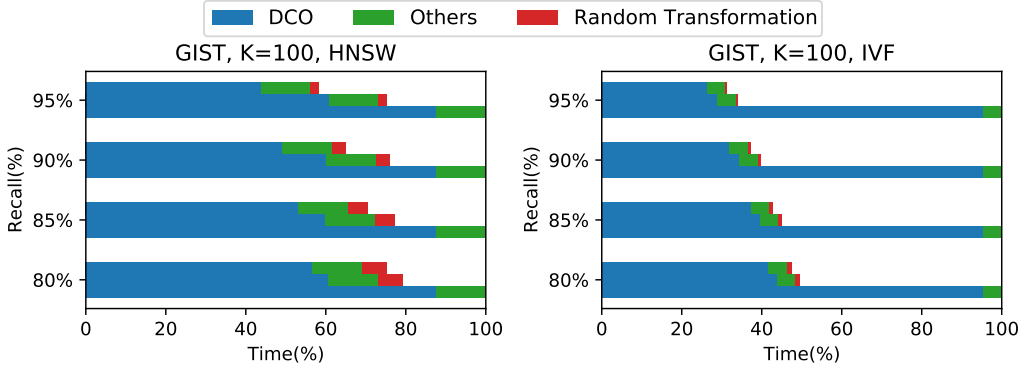 DCO Others Random Transformation
GIST, K=100, HNSW
95%
90%
85%
80%
Recall(%)
0 20 40 60 80 100
Time(%)
GIST, K=100, IVF
95%
90%
85%
80%
Recall(%)
0 20 40 60 80 100
Time(%)